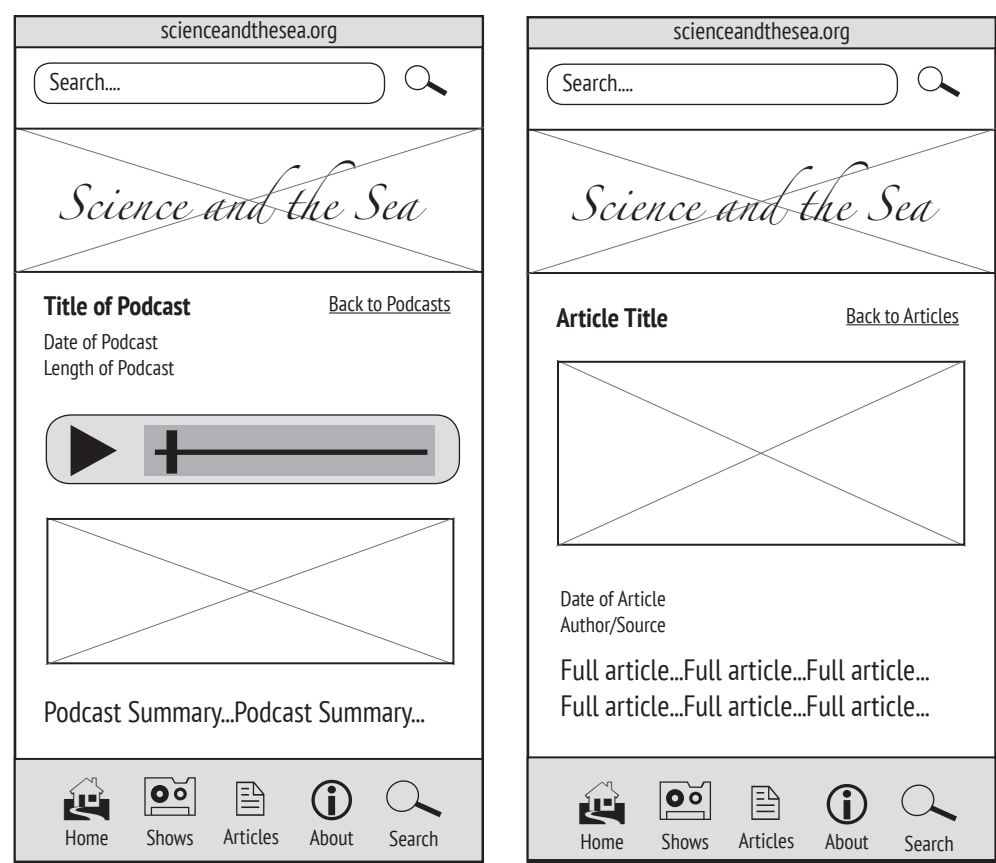 scienceandthesea.org
Search....
Science and the Sea
Title of Podcast
Back to Podcasts
Date of Podcast
Length of Podcast
Podcast Summary...Podcast Summary...
Home Shows Articles About Search
scienceandthesea.org
Search....
Science and the Sea
Article Title
Back to Articles
Date of Article
Author/Source
Full article...Full article...Full article...
Full article...Full article...Full article...
Home Shows Articles About Search